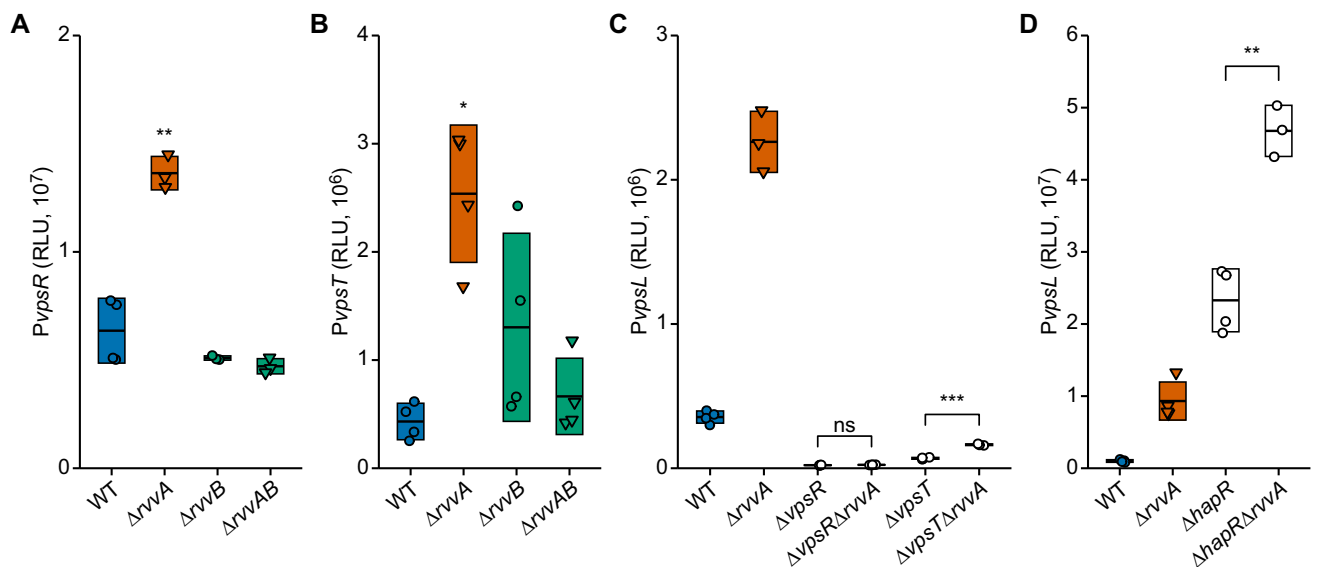 A
PvpsR (RLU, 10⁷)
2
1
0
**
WT
ΔrvvA
ΔrvvB
ΔrvvAB
B
PvpsT (RLU, 10⁶)
4
3
2
1
0
*
WT
ΔrvvA
ΔrvvB
ΔrvvAB
C
PvpsL (RLU, 10⁶)
3
2
1
0
ns
***
WT
ΔrvvA
ΔvpsR
ΔvpsRΔrvvA
ΔvpsT
ΔvpsTΔrvvA
D
PvpsL (RLU, 10⁷)
6
5
4
3
2
1
0
**
WT
ΔrvvA
ΔhapR
ΔhapRΔrvvA